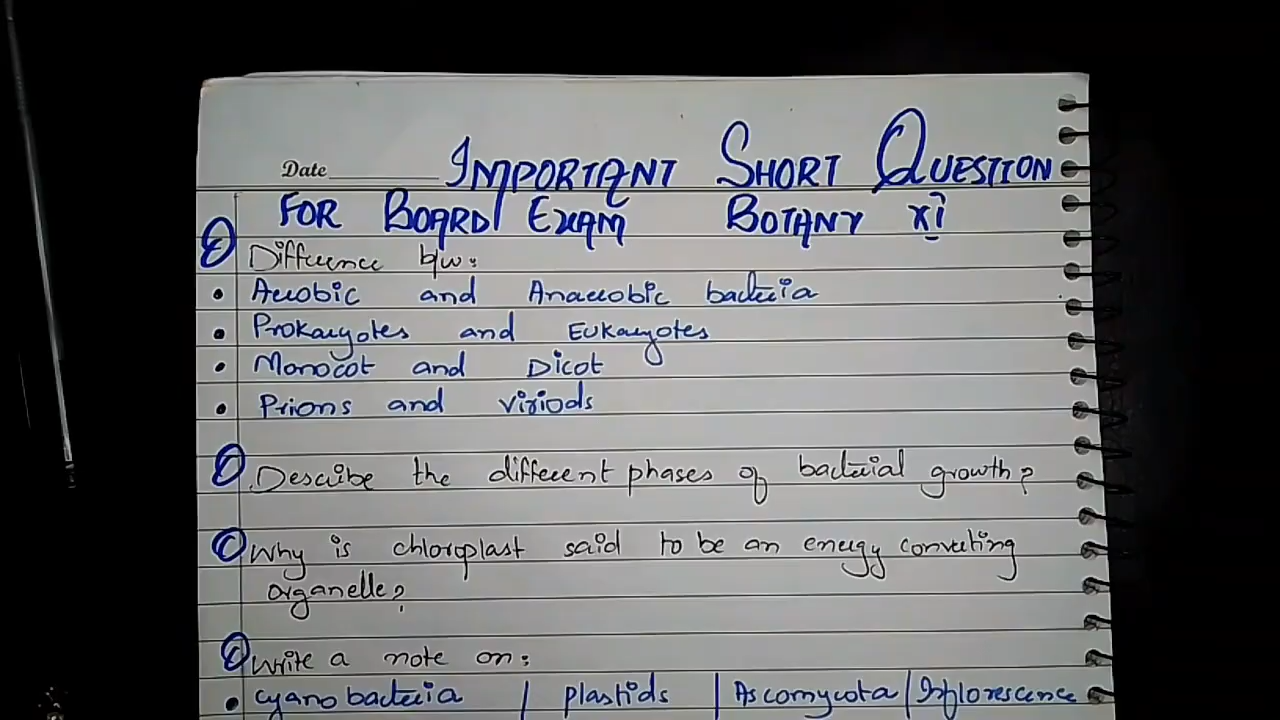 Date IMPORTANT SHORT QUESTION
FOR BOARD EXAM BOTANY XI
Q Difference b/w:
• Aerobic and Anaerobic bacteria
• Prokaryotes and Eukaryotes
• Monocot and Dicot
• Prions and viriods
Q Describe the different phases of bacterial growth?
Q Why is chloroplast said to be an energy converting
organelle?
Q Write a note on:
• cyanobacteria / plastids | Ascomycota / Inflorescence